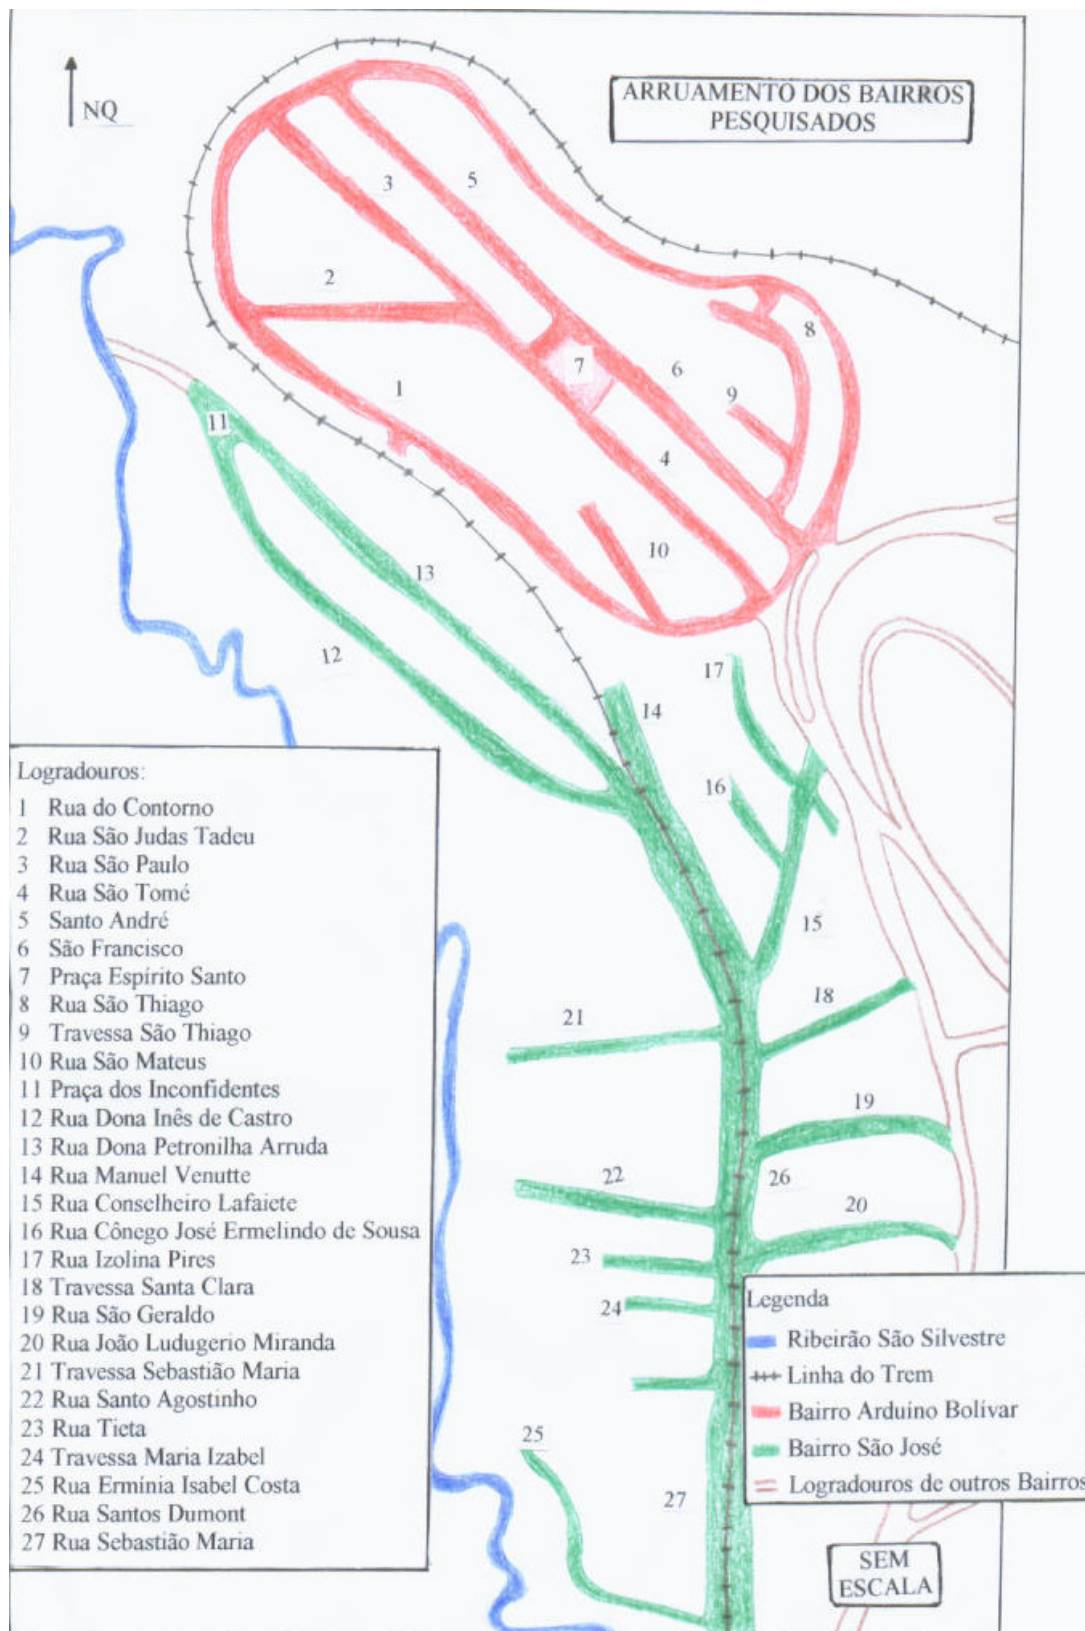 NQ
ARRUAMENTO DOS BAIRROS
PESQUISADOS
3
5
2
8
7
6
1
9
11
4
10
13
12
17
14
16
15
18
21
19
22
26
20
23
24
25
27
Logradouros:
1 Rua do Contorno
2 Rua São Judas Tadeu
3 Rua São Paulo
4 Rua São Tomé
5 Santo André
6 São Francisco
7 Praça Espírito Santo
8 Rua São Thiago
9 Travessa São Thiago
10 Rua São Mateus
11 Praça dos Inconfidentes
12 Rua Dona Inês de Castro
13 Rua Dona Petronilha Arruda
14 Rua Manuel Venutte
15 Rua Conselheiro Lafaiete
16 Rua Cônego José Ermelindo de Sousa
17 Rua Izolina Pires
18 Travessa Santa Clara
19 Rua São Geraldo
20 Rua João Ludugerio Miranda
21 Travessa Sebastião Maria
22 Rua Santo Agostinho
23 Rua Tieta
24 Travessa Maria Izabel
25 Rua Ermínia Isabel Costa
26 Rua Santos Dumont
27 Rua Sebastião Maria
Legenda
Ribeirão São Silvestre
Linha do Trem
Bairro Arduino Bolívar
Bairro São José
Logradouros de outros Bairros
SEM
ESCALA